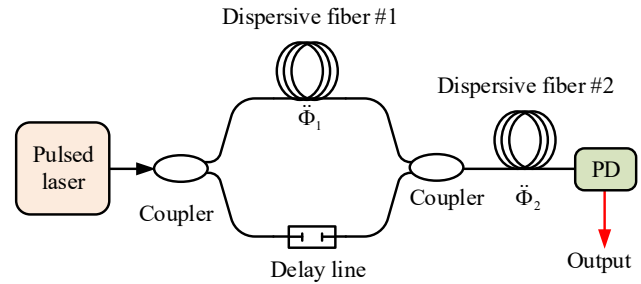 Dispersive fiber #1
Φ̈₁
Dispersive fiber #2
Φ̈₂
Pulsed
laser
Coupler
Coupler
PD
Delay line
Output